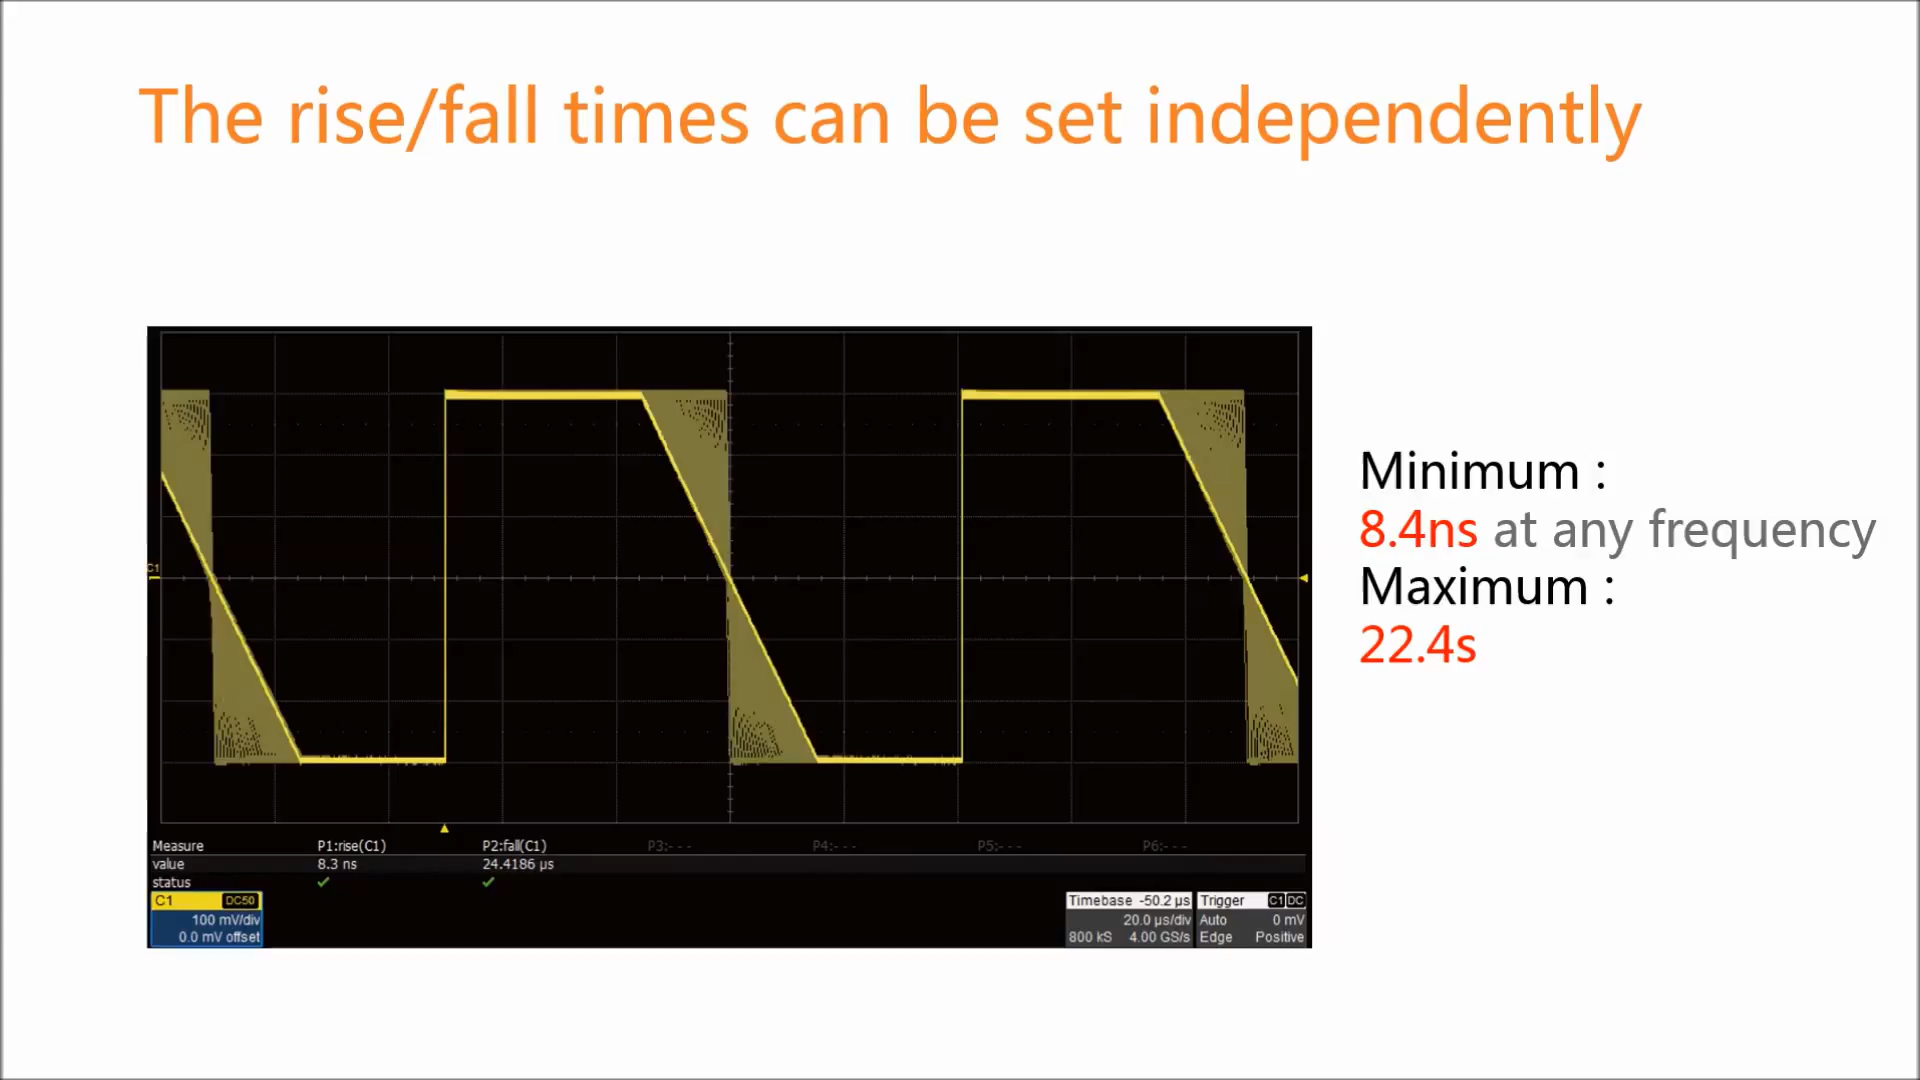 The rise/fall times can be set independently
Minimum :
8.4ns at any frequency
Maximum :
22.4s
C1
Measure P1:rise(C1) P2:fall(C1) P3:- - - P4:- - - P5:- - - P6:- - -
value 8.3 ns 24.4186 µs
status
C1 DC50
100 mV/div
0.0 mV offset
Timebase -50.2 µs
20.0 µs/div
800 kS 4.00 GS/s
Trigger C1 DC
Auto 0 mV
Edge Positive